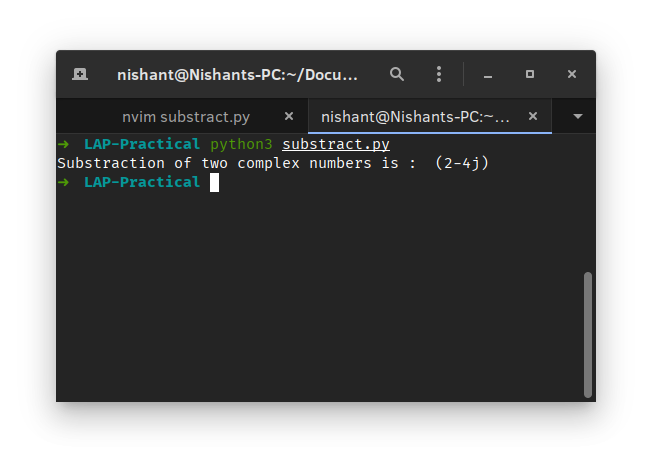 nishant@Nishants-PC:~/Docu...
nvim substract.py
nishant@Nishants-PC:~...
➜ LAP-Practical python3 substract.py
Substraction of two complex numbers is :  (2-4j)
➜ LAP-Practical